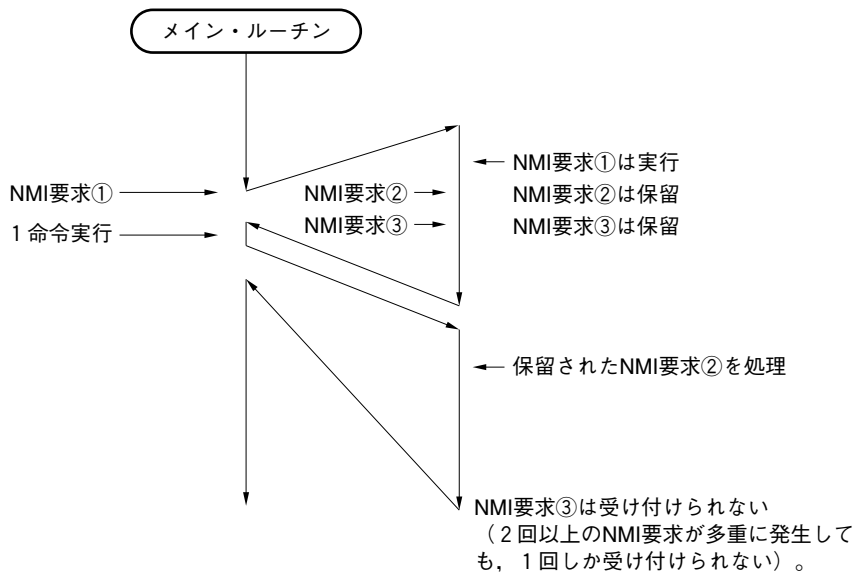 メイン・ルーチン
NMI要求①
1命令実行
NMI要求②
NMI要求③
NMI要求①は実行
NMI要求②は保留
NMI要求③は保留
保留されたNMI要求②を処理
NMI要求③は受け付けられない
（2回以上のNMI要求が多重に発生して
も，1回しか受け付けられない）。